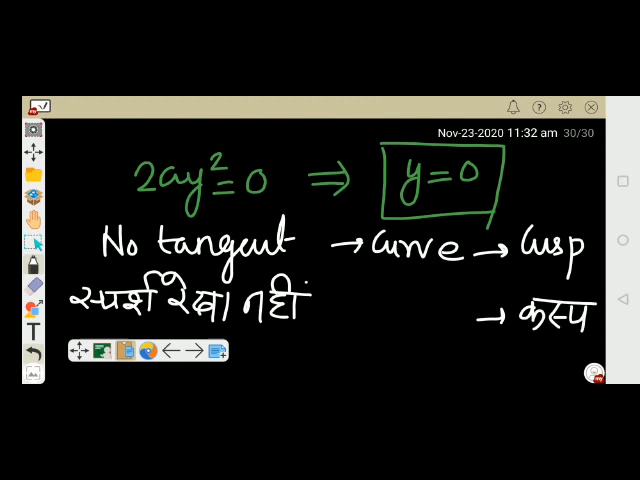 Nov-23-2020 11:32 am 30/30
2ay² = 0 ⇒ y = 0
No tangent → Curve → Cusp
स्पर्श रेखा नहीं → कस्प
T